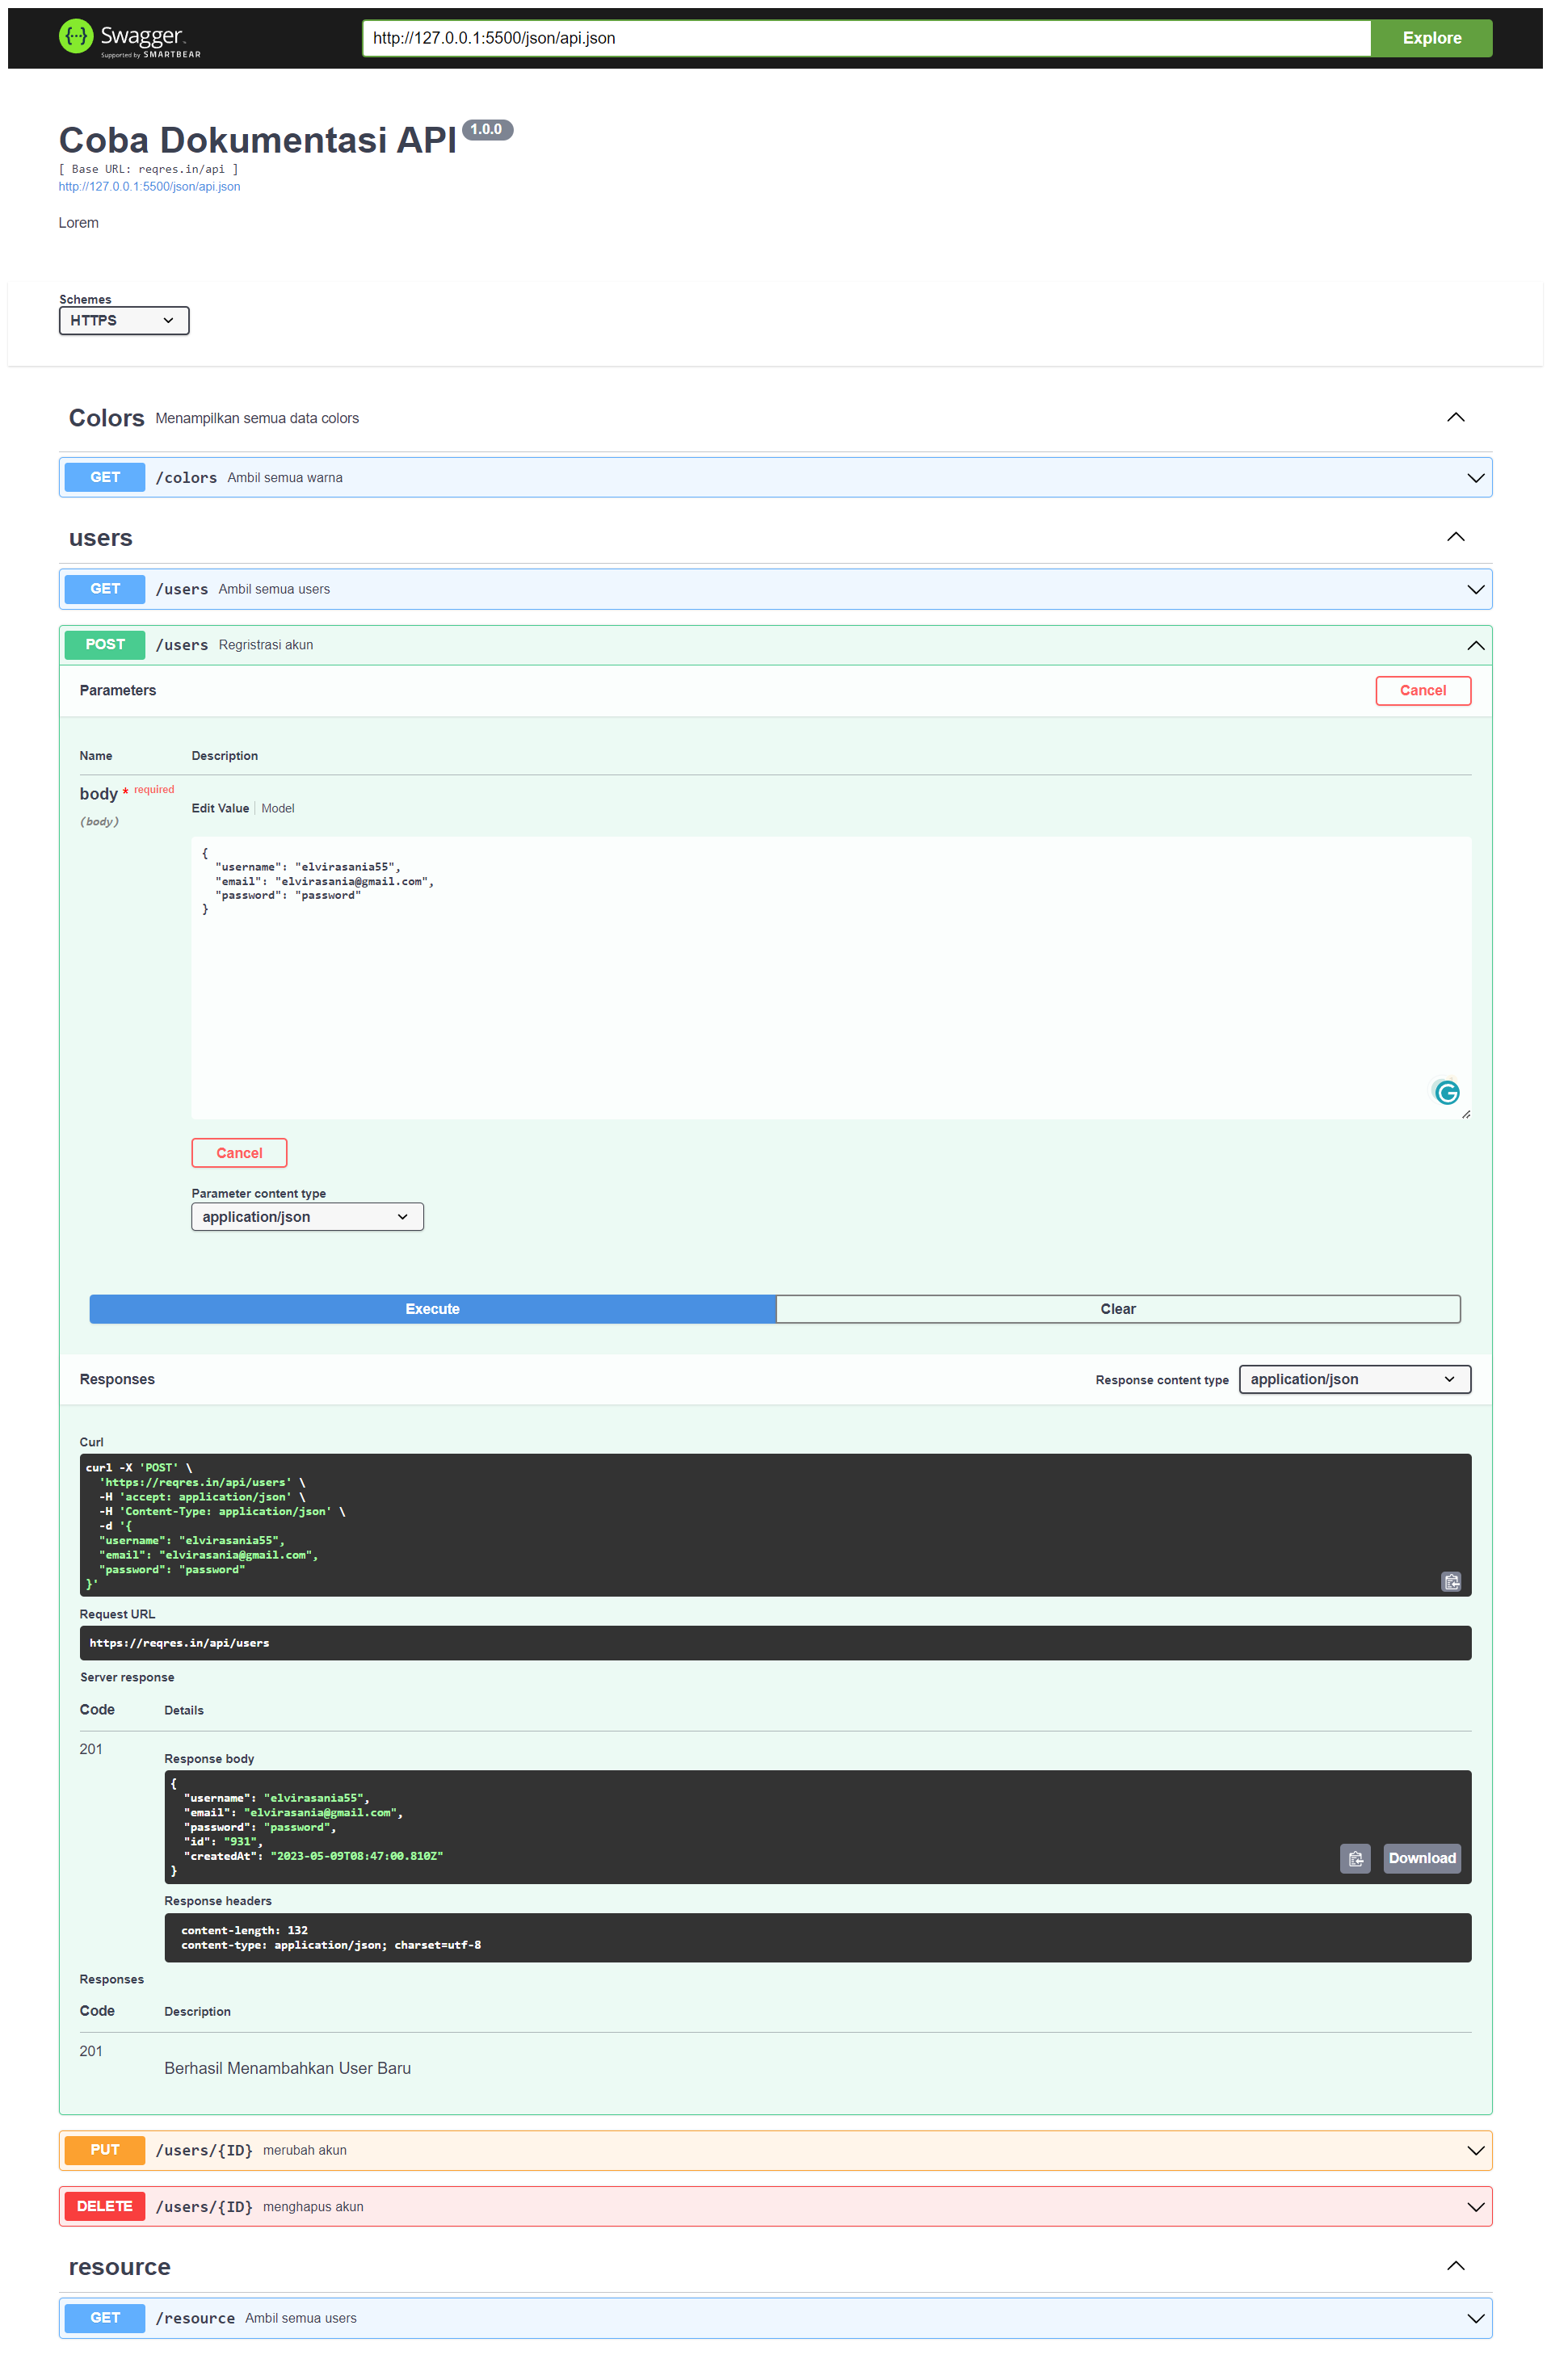 Swagger
Supported by SMARTBEAR
http://127.0.0.1:5500/json/api.json
Explore
Coba Dokumentasi API 1.0.0
[ Base URL: reqres.in/api ]
http://127.0.0.1:5500/json/api.json
Lorem
Schemes
HTTPS
Colors Menampilkan semua data colors
GET /colors Ambil semua warna
users
GET /users Ambil semua users
POST /users Regristrasi akun
Parameters Cancel
Name Description
body * required
(body)
Edit Value Model
{
  "username": "elvirasania55",
  "email": "elvirasania@gmail.com",
  "password": "password"
}
Cancel
Parameter content type
application/json
Execute Clear
Responses Response content type application/json
Curl
curl -X 'POST' \
  'https://reqres.in/api/users' \
  -H 'accept: application/json' \
  -H 'Content-Type: application/json' \
  -d '{
  "username": "elvirasania55",
  "email": "elvirasania@gmail.com",
  "password": "password"
}'
Request URL
https://reqres.in/api/users
Server response
Code Details
201
Response body
{
  "username": "elvirasania55",
  "email": "elvirasania@gmail.com",
  "password": "password",
  "id": "931",
  "createdAt": "2023-05-09T08:47:00.810Z"
}
Download
Response headers
content-length: 132
content-type: application/json; charset=utf-8
Responses
Code Description
201
Berhasil Menambahkan User Baru
PUT /users/{ID} merubah akun
DELETE /users/{ID} menghapus akun
resource
GET /resource Ambil semua users